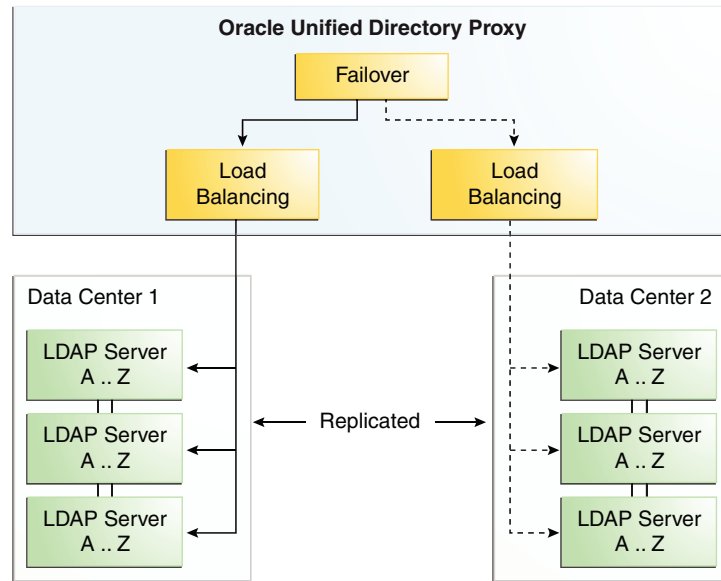 Oracle Unified Directory Proxy
Failover
Load
Balancing
Load
Balancing
Data Center 1
Data Center 2
LDAP Server
A .. Z
LDAP Server
A .. Z
LDAP Server
A .. Z
Replicated
LDAP Server
A .. Z
LDAP Server
A .. Z
LDAP Server
A .. Z